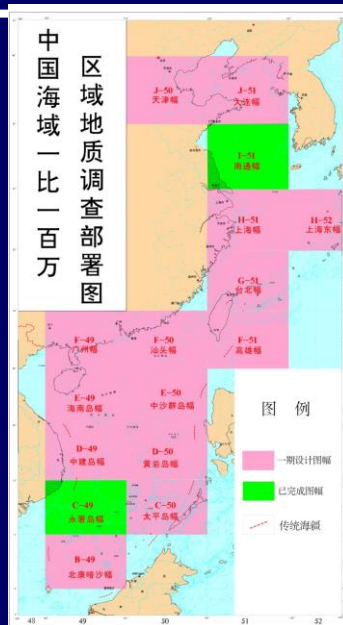 中国海域一比一百万
区域地质调查部署图
J-50
天津幅
J-51
大连幅
I-51
南通幅
H-51
上海幅
H-52
上海东幅
G-51
台北幅
F-49
广州幅
F-50
汕头幅
F-51
高雄幅
E-49
海南岛幅
E-50
中沙群岛幅
D-49
中建岛幅
D-50
黄岩岛幅
C-49
永暑岛幅
C-50
太平岛幅
B-49
北康暗沙幅
图 例
一期设计图幅
已完成图幅
传统海疆
48 49 50 51 52